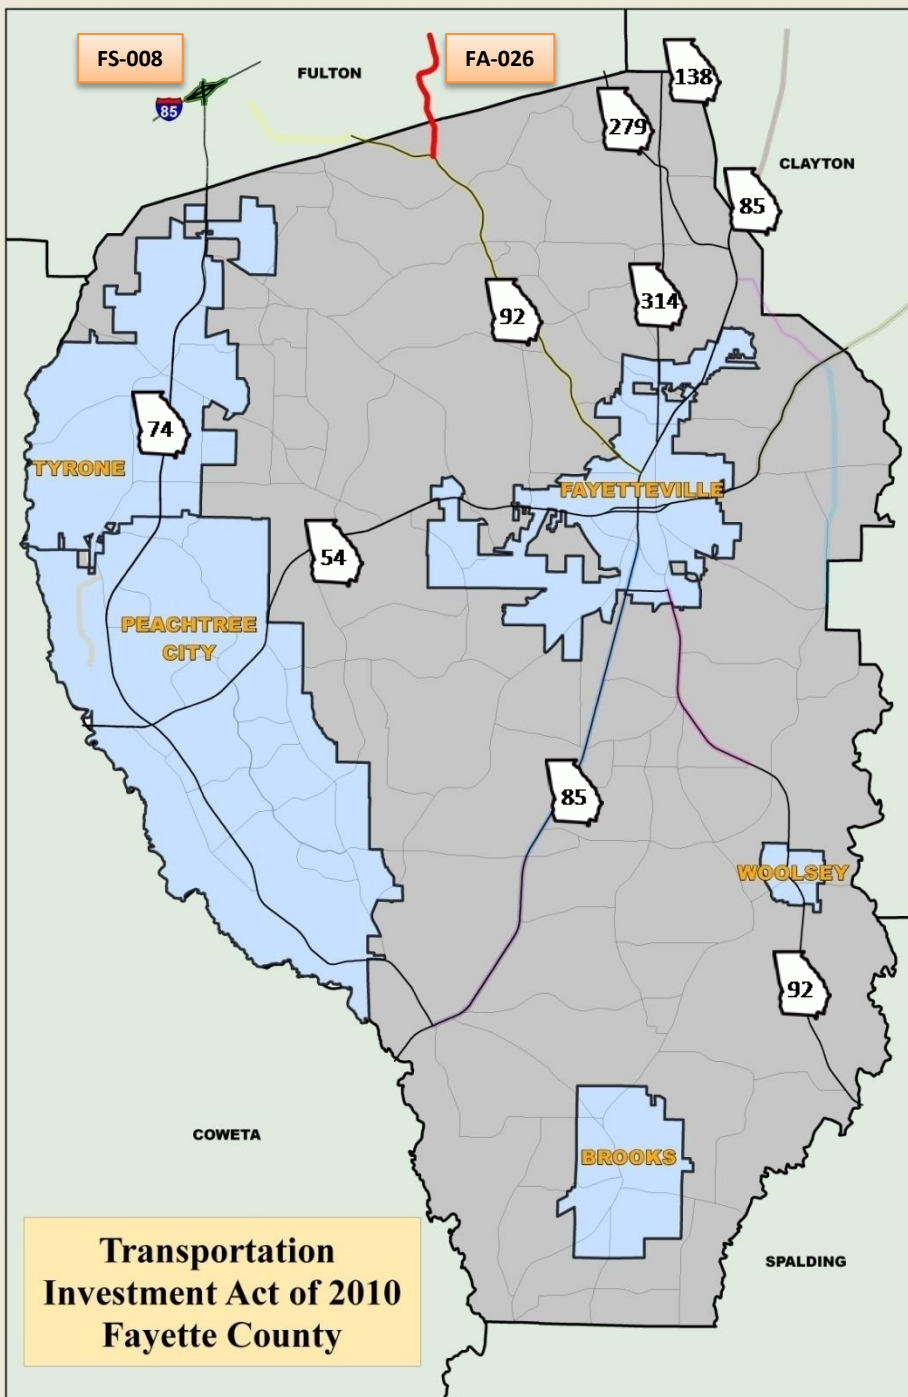 FS-008
FA-026
FULTON
138
85
279
CLAYTON
85
92
314
74
TYRONE
FAYETTEVILLE
54
PEACHTREE
CITY
85
WOOLSEY
92
COWETA
BROOKS
Transportation
Investment Act of 2010
Fayette County
SPALDING